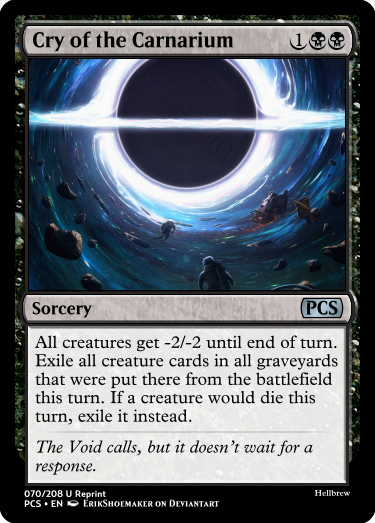 Cry of the Carnarium 1
Sorcery PCS
All creatures get -2/-2 until end of turn.
Exile all creature cards in all graveyards
that were put there from the battlefield
this turn. If a creature would die this
turn, exile it instead.
The Void calls, but it doesn't wait for a
response.
070/208 U Reprint Hellbrew
PCS • EN ErikShoemaker on Deviantart